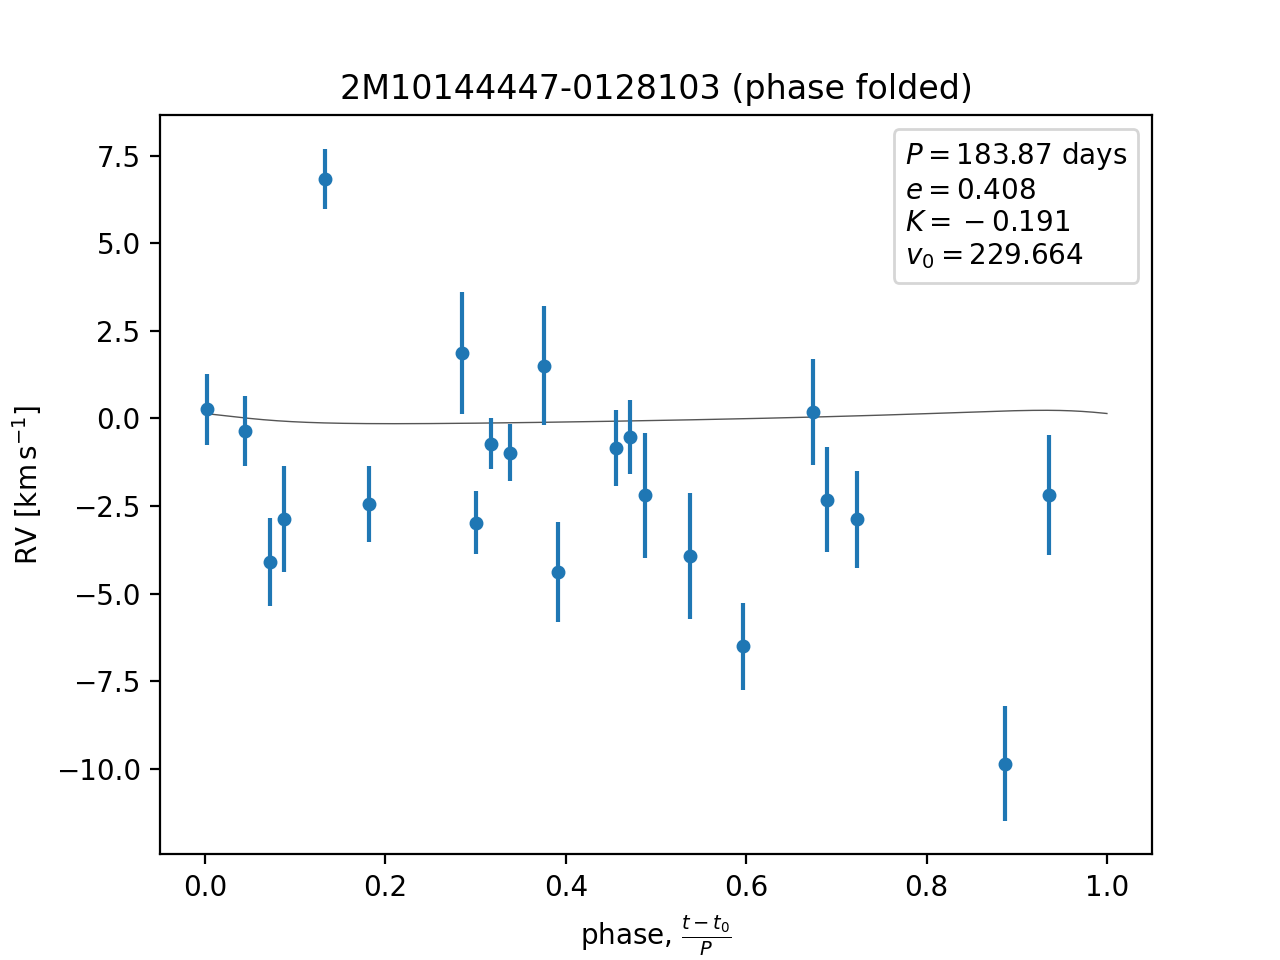 2M10144447-0128103 (phase folded)
P = 183.87 days
e = 0.408
K = −0.191
v₀ = 229.664
7.5
5.0
2.5
0.0
−2.5
−5.0
−7.5
−10.0
RV [km s⁻¹]
0.0 0.2 0.4 0.6 0.8 1.0
phase, (t − t₀)/P